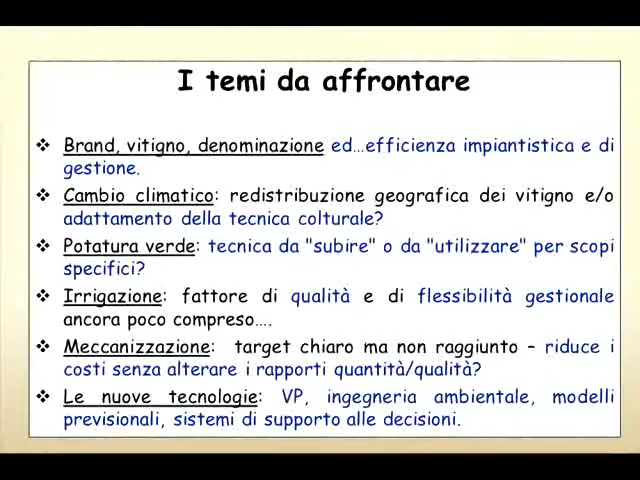 I temi da affrontare
❖ Brand, vitigno, denominazione ed…efficienza impiantistica e di
gestione.
❖ Cambio climatico: redistribuzione geografica dei vitigno e/o
adattamento della tecnica colturale?
❖ Potatura verde: tecnica da "subire" o da "utilizzare" per scopi
specifici?
❖ Irrigazione: fattore di qualità e di flessibilità gestionale
ancora poco compreso….
❖ Meccanizzazione: target chiaro ma non raggiunto – riduce i
costi senza alterare i rapporti quantità/qualità?
❖ Le nuove tecnologie: VP, ingegneria ambientale, modelli
previsionali, sistemi di supporto alle decisioni.